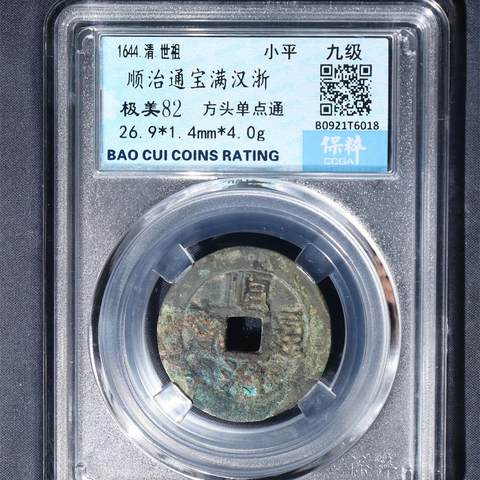 1644.清.世祖 小平 九级
顺治通宝满汉浙
极美82 方头单点通
26.9*1.4mm*4.0g
B0921T6018
BAO CUI COINS RATING
保粹
CCGA
順